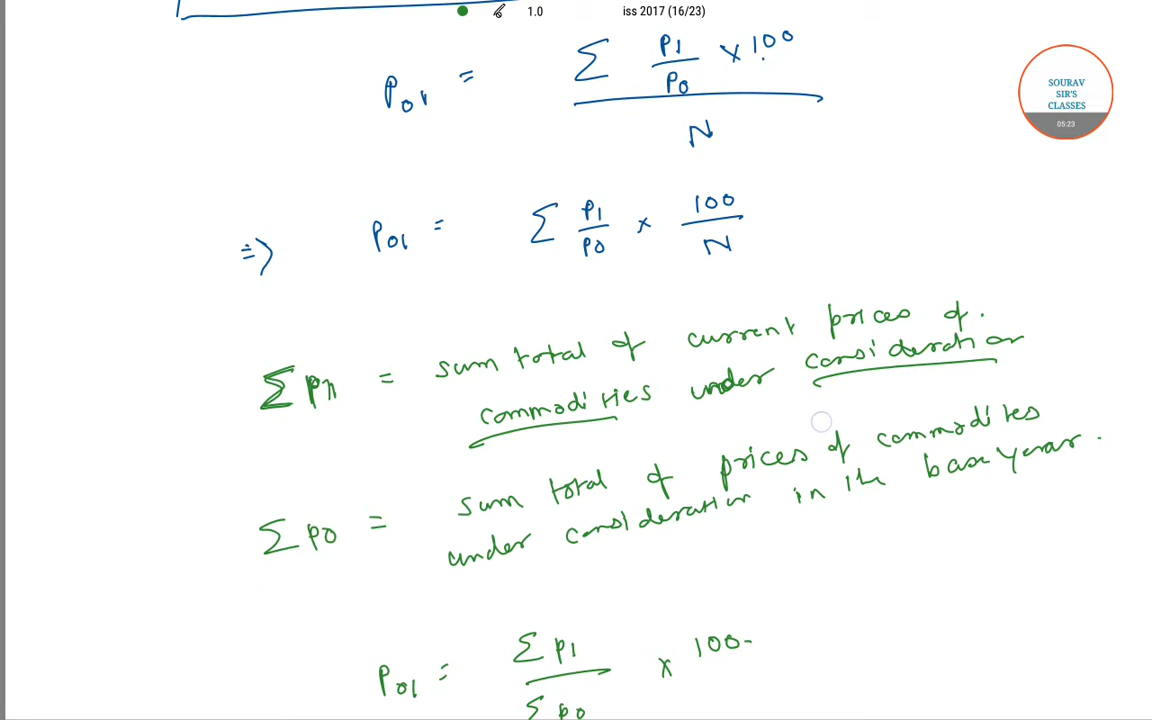 1.0 iss 2017 (16/23)
P01 = Σ p1/p0 × 100 / N
SOURAV
SIR'S
CLASSES
05:23
⇒ P01 = Σ p1/p0 × 100/N
Σ p1 = sum total of current prices of.
commodities under consideration
Σ p0 = sum total of prices of commodites
under consideration in the base year.
P01 = Σ p1 / Σ p0 × 100